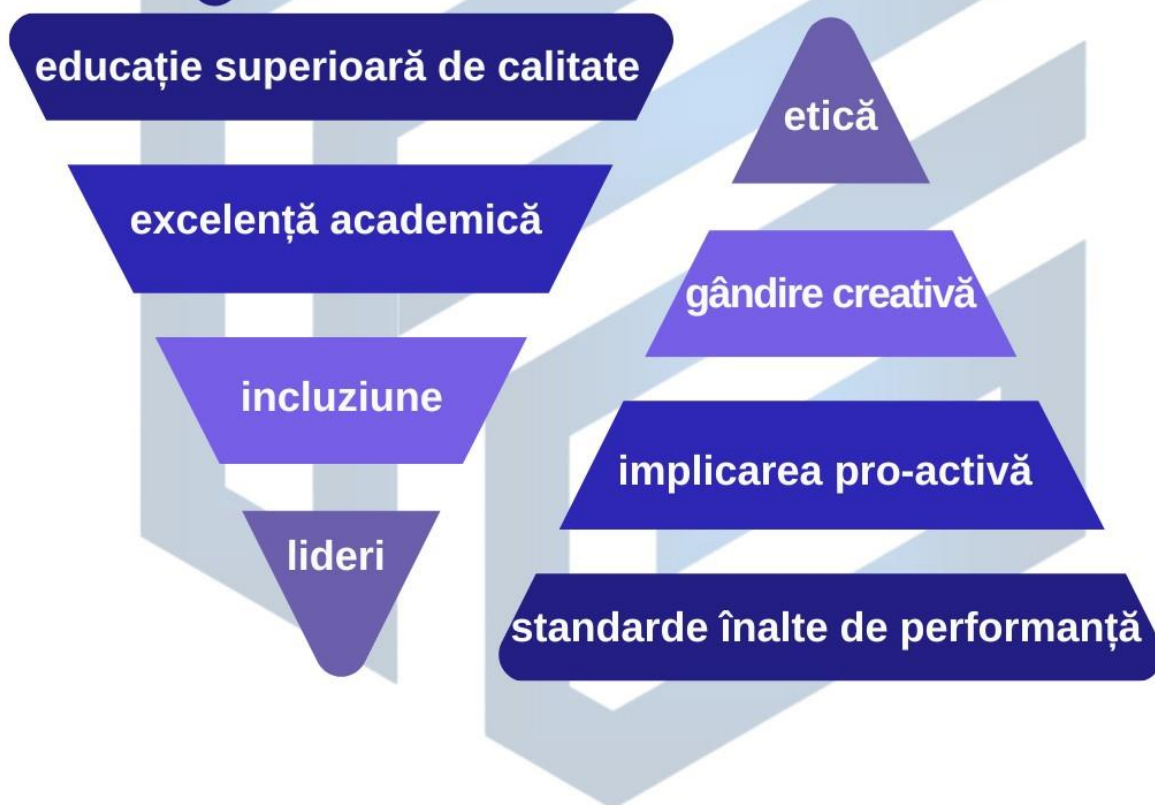 educație superioară de calitate
excelență academică
incluziune
lideri
etică
gândire creativă
implicarea pro-activă
standarde înalte de performanță